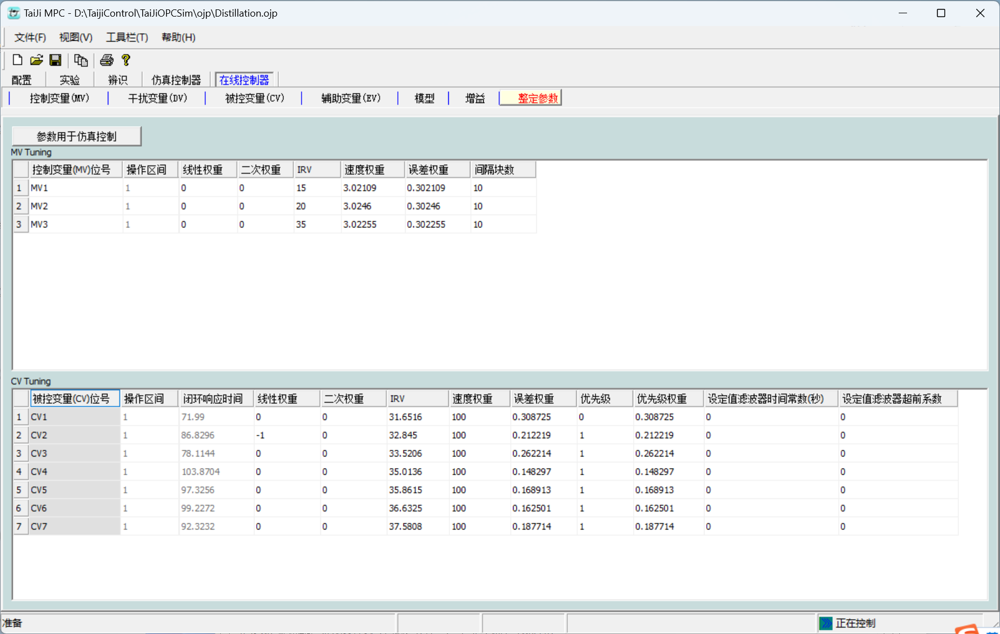 TaiJi MPC - D:\TaijiControl\TaiJiOPCSim\ojp\Distillation.ojp
文件(F) 视图(V) 工具栏(T) 帮助(H)
配置 实验 辨识 仿真控制器 在线控制器
控制变量(MV) 干扰变量(DV) 被控变量(CV) 辅助变量(EV) 模型 增益 整定参数
参数用于仿真控制
MV Tuning
控制变量(MV)位号 操作区间 线性权重 二次权重 IRV 速度权重 误差权重 间隔块数
1 MV1 1 0 0 15 3.02109 0.302109 10
2 MV2 1 0 0 20 3.0246 0.30246 10
3 MV3 1 0 0 35 3.02255 0.302255 10
CV Tuning
被控变量(CV)位号 操作区间 闭环响应时间 线性权重 二次权重 IRV 速度权重 误差权重 优先级 优先级权重 设定值滤波器时间常数(秒) 设定值滤波器超前系数
1 CV1 1 71.99 0 0 31.6516 100 0.308725 0 0.308725 0 0
2 CV2 1 86.8296 -1 0 32.845 100 0.212219 1 0.212219 0 0
3 CV3 1 78.1144 0 0 33.5206 100 0.262214 1 0.262214 0 0
4 CV4 1 103.8704 0 0 35.0136 100 0.148297 1 0.148297 0 0
5 CV5 1 97.3256 0 0 35.8615 100 0.168913 1 0.168913 0 0
6 CV6 1 99.2272 0 0 36.6325 100 0.162501 1 0.162501 0 0
7 CV7 1 92.3232 0 0 37.5808 100 0.187714 1 0.187714 0 0
准备 正在控制